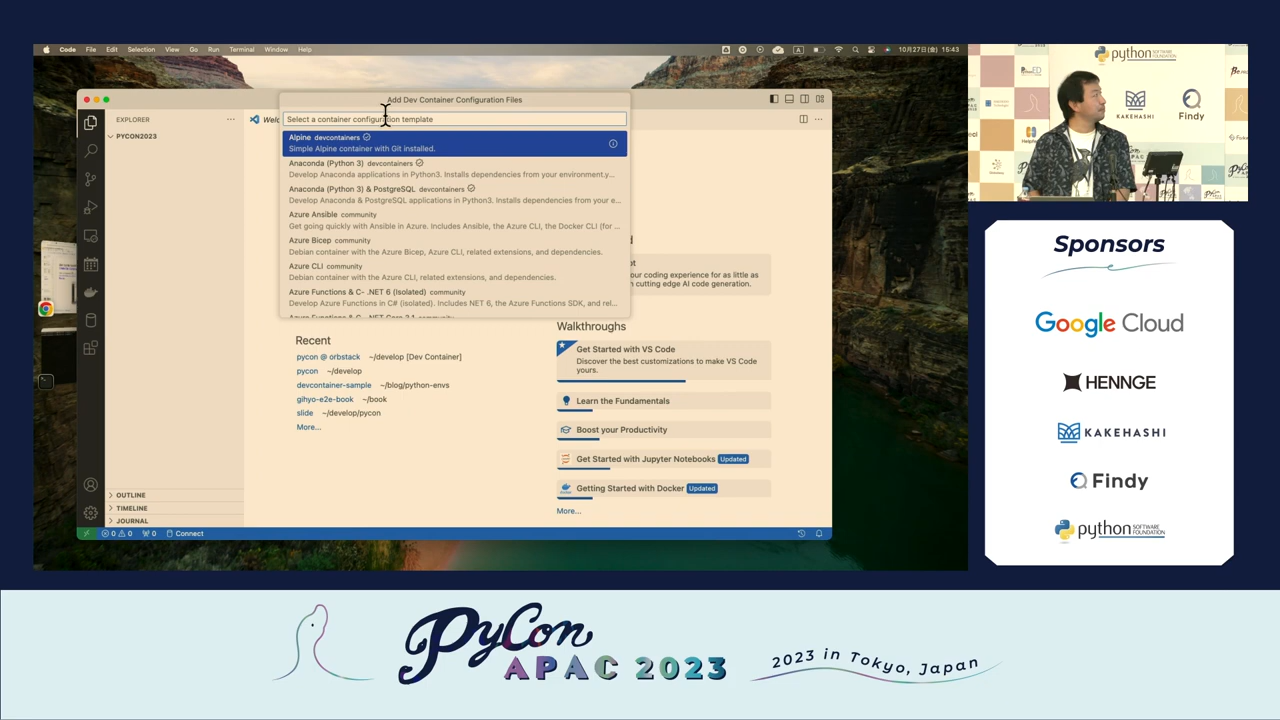 Code File Edit Selection View Go Run Terminal Window Help
A 10月27日(金) 15:43
Add Dev Container Configuration Files
EXPLORER
PYCON2023
Select a container configuration template
Alpine devcontainers
Simple Alpine container with Git installed.
Anaconda (Python 3) devcontainers
Develop Anaconda applications in Python3. Installs dependencies from your environment.y...
Anaconda (Python 3) & PostgreSQL devcontainers
Develop Anaconda & PostgreSQL applications in Python3. Installs dependencies from your e...
Azure Ansible community
Get going quickly with Ansible in Azure. Includes Ansible, the Azure CLI, the Docker CLI (for ...
Azure Bicep community
Debian container with the Azure Bicep, Azure CLI, related extensions, and dependencies.
Azure CLI community
Debian container with the Azure CLI, related extensions, and dependencies.
Azure Functions & C- .NET 6 (Isolated) community
Develop Azure Functions in C# (isolated). Includes NET 6, the Azure Functions SDK, and rel...
your coding experience for as little as
cutting edge AI code generation.
Recent
pycon @ orbstack ~/develop [Dev Container]
pycon ~/develop
devcontainer-sample ~/blog/python-envs
gihyo-e2e-book ~/book
slide ~/develop/pycon
More...
Walkthroughs
Get Started with VS Code
Discover the best customizations to make VS Code
yours.
Learn the Fundamentals
Boost your Productivity
Get Started with Jupyter Notebooks Updated
Getting Started with Docker Updated
More...
OUTLINE
TIMELINE
JOURNAL
0 0 0 Connect
python SOFTWARE FOUNDATION
KAKEHASHI
Findy
Sponsors
Google Cloud
HENNGE
KAKEHASHI
Findy
python SOFTWARE FOUNDATION
PyCon
APAC 2023
2023 in Tokyo, Japan